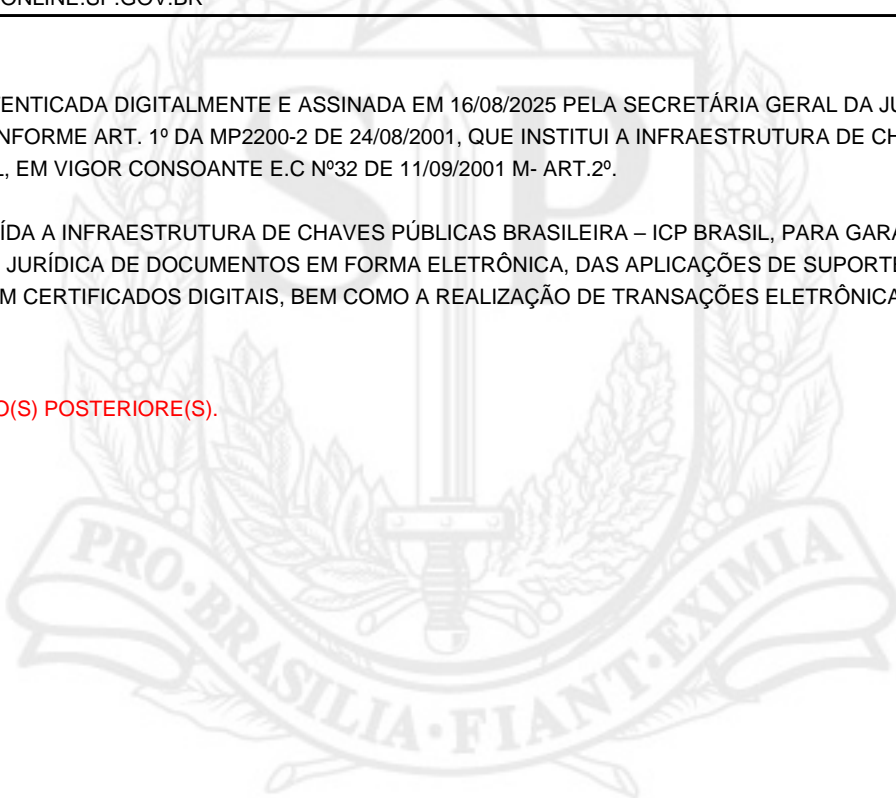 ONLINE.SP.GOV.BR
ENTICADA DIGITALMENTE E ASSINADA EM 16/08/2025 PELA SECRETÁRIA GERAL DA JU
NFORME ART. 1º DA MP2200-2 DE 24/08/2001, QUE INSTITUI A INFRAESTRUTURA DE CH
L, EM VIGOR CONSOANTE E.C Nº32 DE 11/09/2001 M- ART.2º.
ÍDA A INFRAESTRUTURA DE CHAVES PÚBLICAS BRASILEIRA – ICP BRASIL, PARA GARA
JURÍDICA DE DOCUMENTOS EM FORMA ELETRÔNICA, DAS APLICAÇÕES DE SUPORTE
M CERTIFICADOS DIGITAIS, BEM COMO A REALIZAÇÃO DE TRANSAÇÕES ELETRÔNICA
O(S) POSTERIORE(S).
SP
PRO·BRASILIA·FIANT·EXIMIA